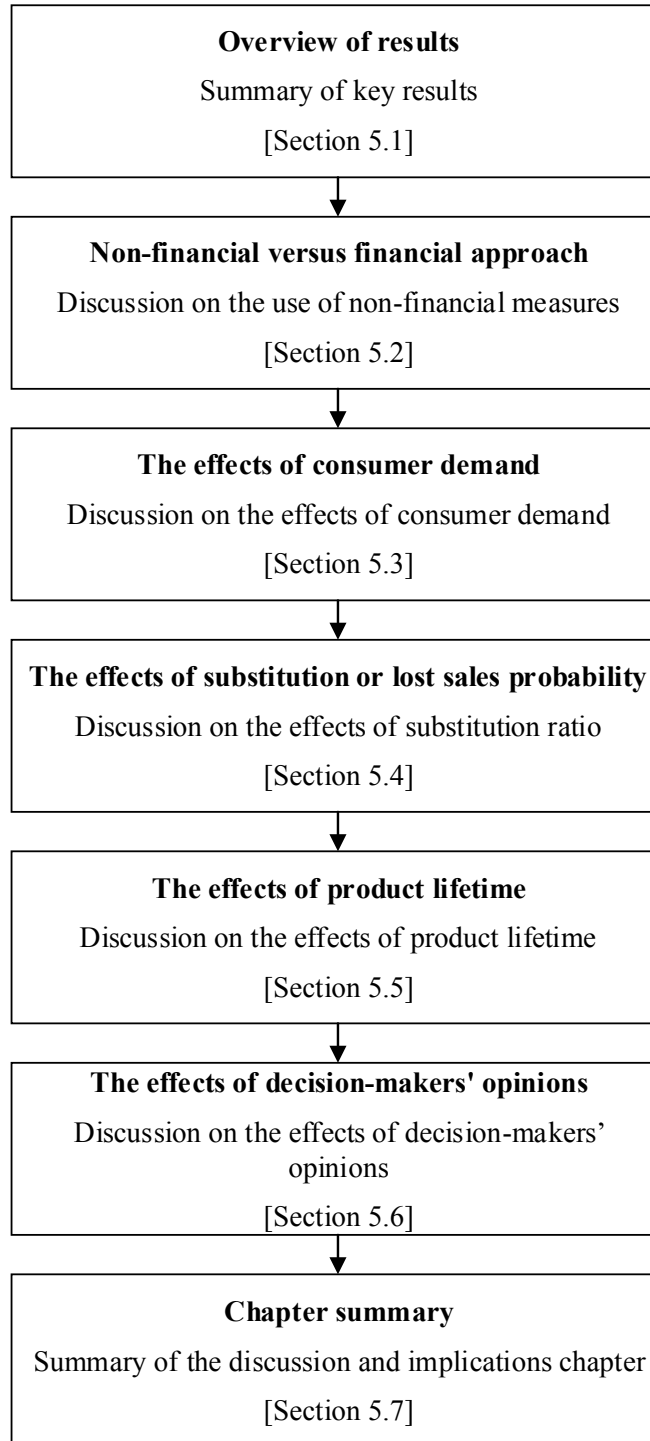 Overview of results
Summary of key results
[Section 5.1]
Non-financial versus financial approach
Discussion on the use of non-financial measures
[Section 5.2]
The effects of consumer demand
Discussion on the effects of consumer demand
[Section 5.3]
The effects of substitution or lost sales probability
Discussion on the effects of substitution ratio
[Section 5.4]
The effects of product lifetime
Discussion on the effects of product lifetime
[Section 5.5]
The effects of decision-makers' opinions
Discussion on the effects of decision-makers’
opinions
[Section 5.6]
Chapter summary
Summary of the discussion and implications chapter
[Section 5.7]